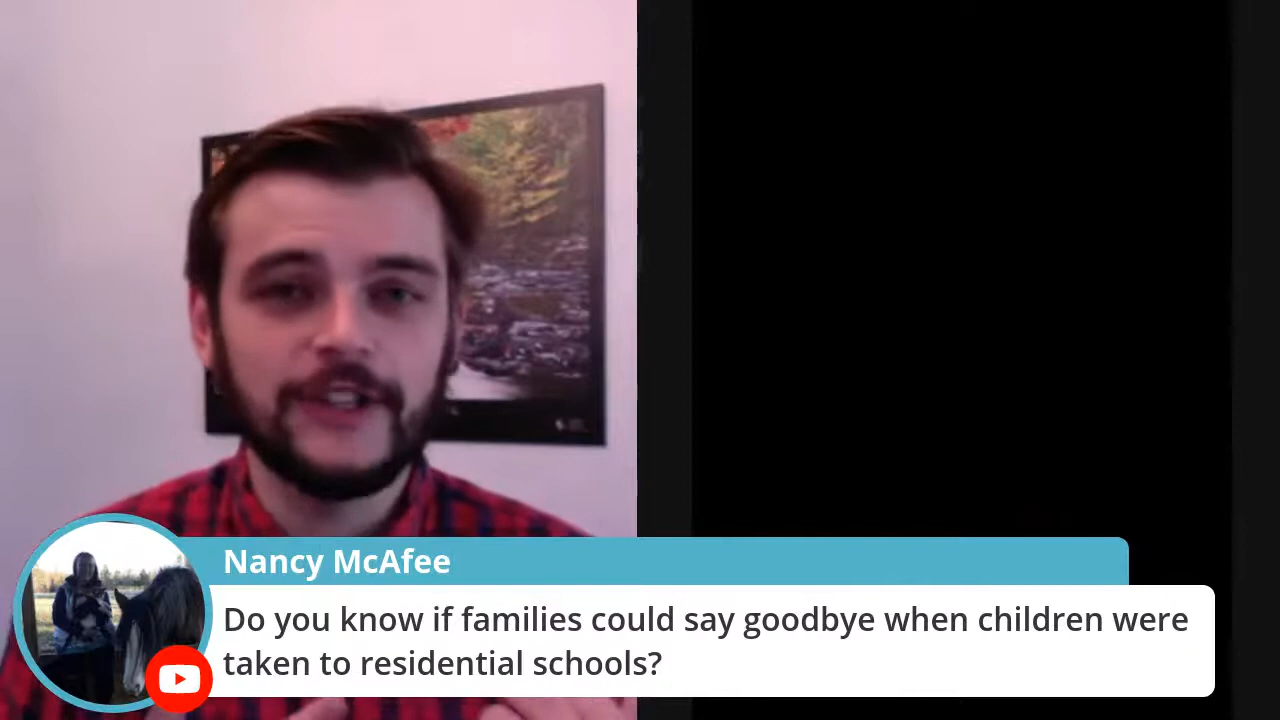 Nancy McAfee
Do you know if families could say goodbye when children were
taken to residential schools?